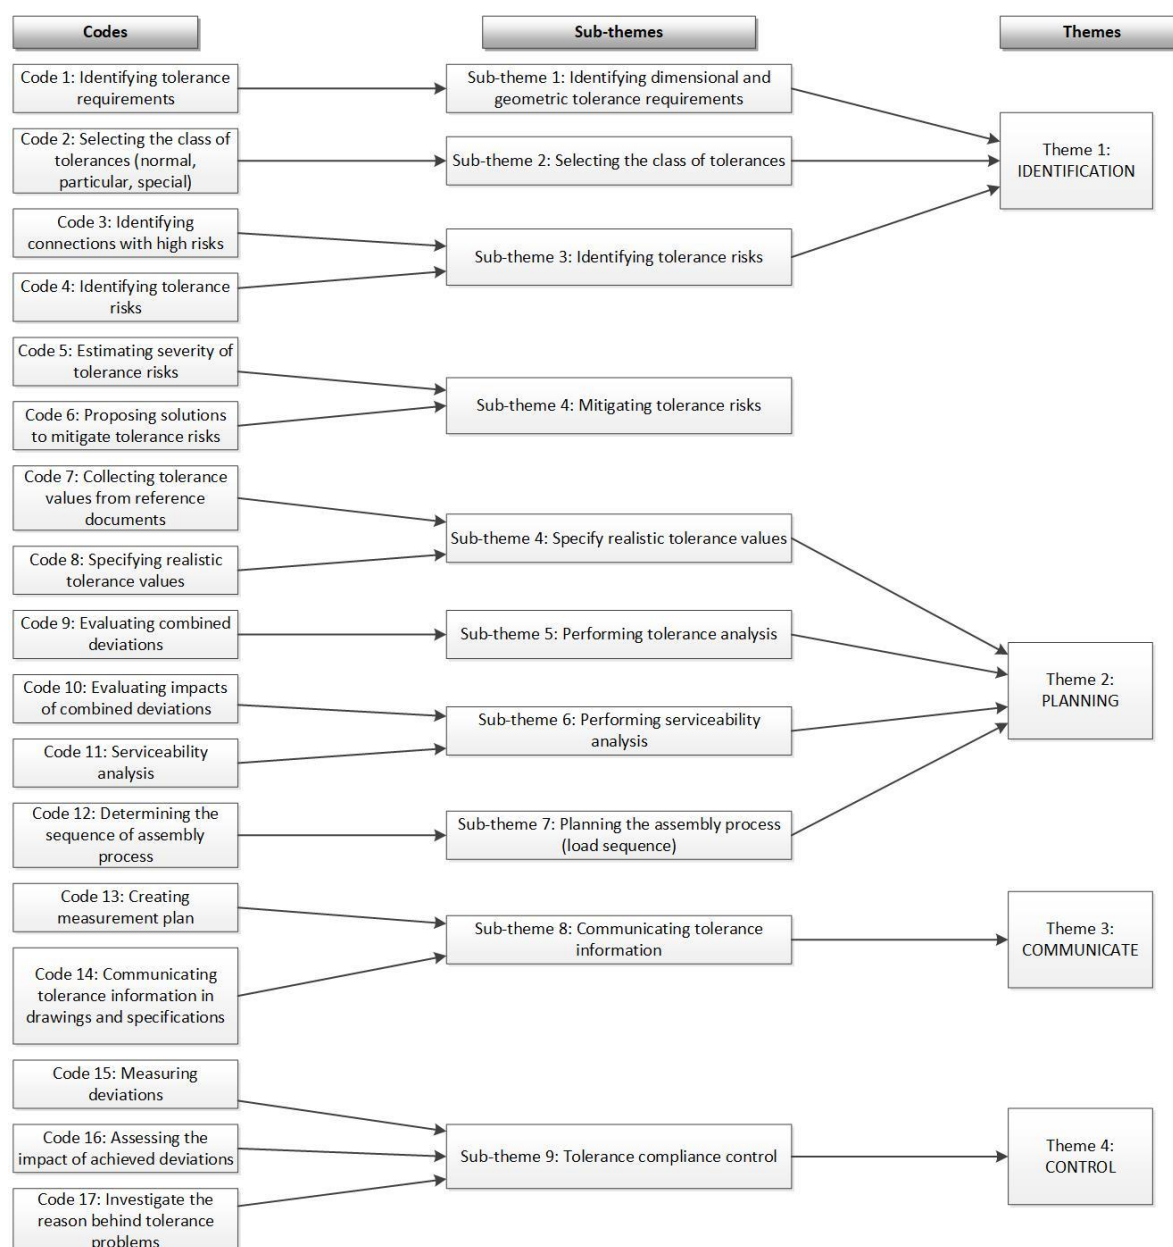 Codes
Sub-themes
Themes
Code 1: Identifying tolerance
requirements
Sub-theme 1: Identifying dimensional and
geometric tolerance requirements
Code 2: Selecting the class of
tolerances (normal,
particular, special)
Sub-theme 2: Selecting the class of tolerances
Theme 1:
IDENTIFICATION
Code 3: Identifying
connections with high risks
Sub-theme 3: Identifying tolerance risks
Code 4: Identifying tolerance
risks
Code 5: Estimating severity of
tolerance risks
Sub-theme 4: Mitigating tolerance risks
Code 6: Proposing solutions
to mitigate tolerance risks
Code 7: Collecting tolerance
values from reference
documents
Sub-theme 4: Specify realistic tolerance values
Code 8: Specifying realistic
tolerance values
Code 9: Evaluating combined
deviations
Sub-theme 5: Performing tolerance analysis
Theme 2:
PLANNING
Code 10: Evaluating impacts
of combined deviations
Sub-theme 6: Performing serviceability
analysis
Code 11: Serviceability
analysis
Code 12: Determining the
sequence of assembly
process
Sub-theme 7: Planning the assembly process
(load sequence)
Code 13: Creating
measurement plan
Sub-theme 8: Communicating tolerance
information
Theme 3:
COMMUNICATE
Code 14: Communicating
tolerance information in
drawings and specifications
Code 15: Measuring
deviations
Code 16: Assessing the
impact of achieved deviations
Sub-theme 9: Tolerance compliance control
Theme 4:
CONTROL
Code 17: Investigate the
reason behind tolerance
problems